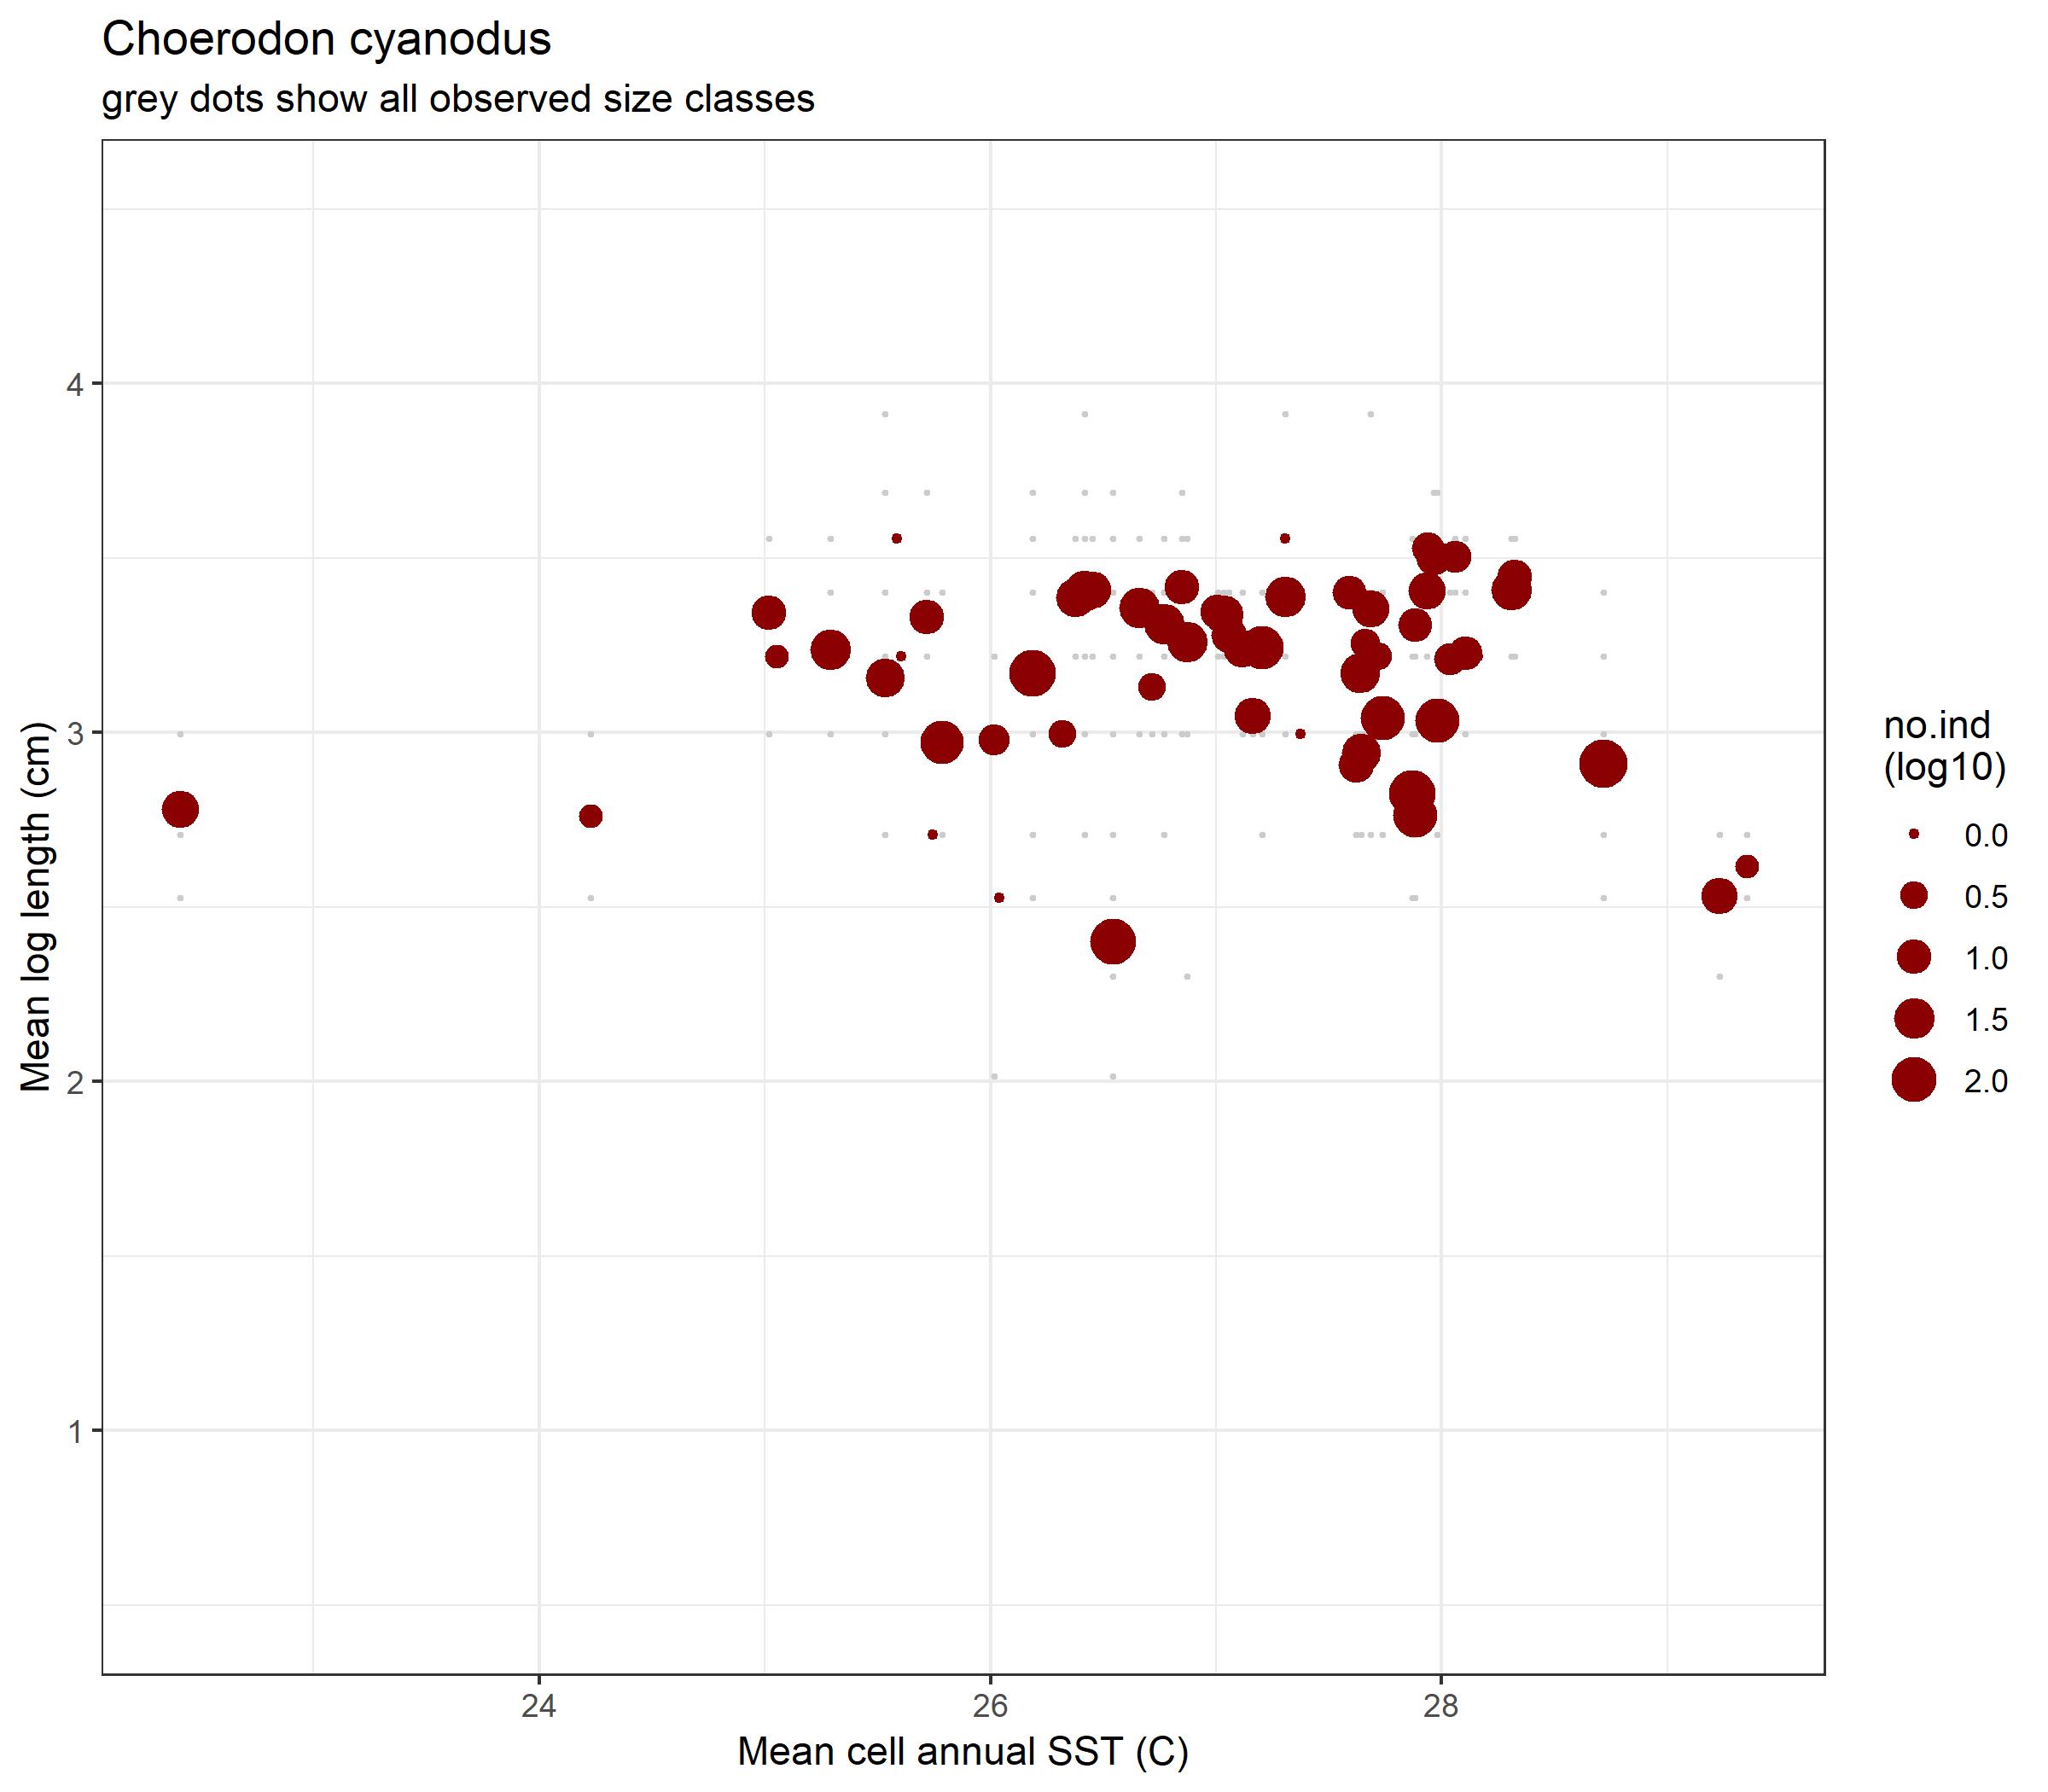 Choerodon cyanodus
grey dots show all observed size classes
Mean log length (cm)
4
3
2
1
24
26
28
Mean cell annual SST (C)
no.ind
(log10)
0.0
0.5
1.0
1.5
2.0